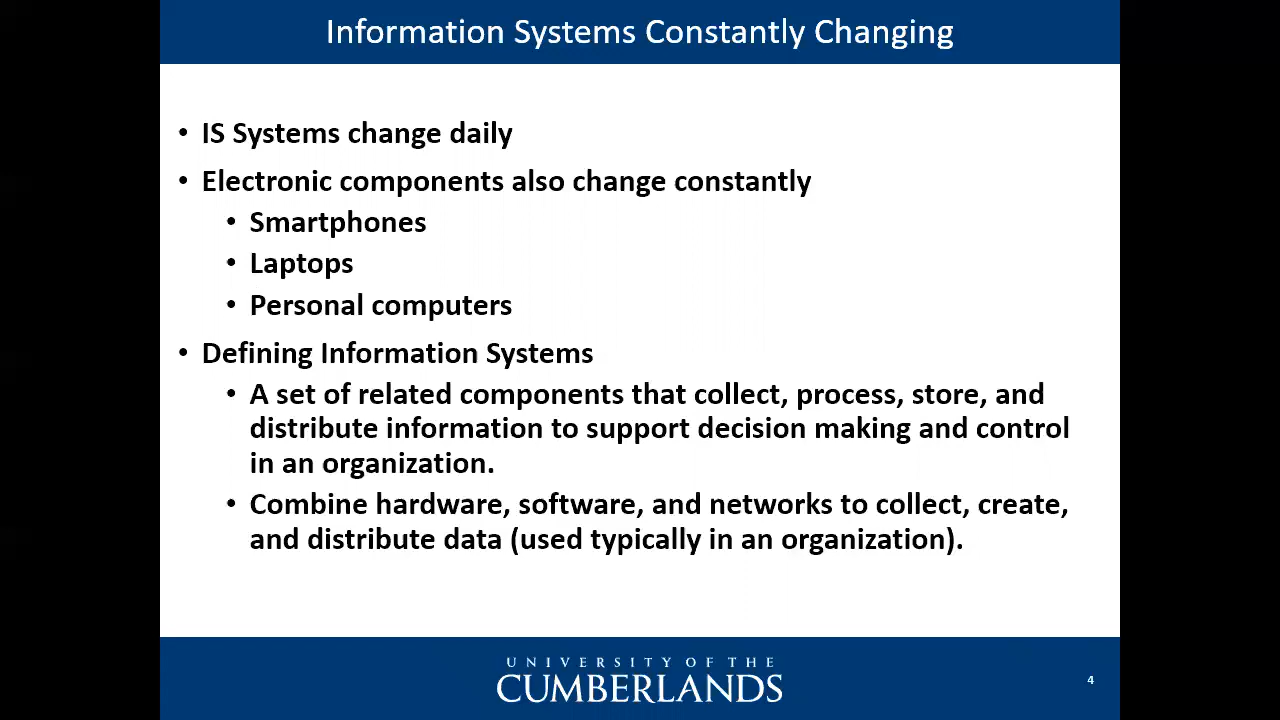 Information Systems Constantly Changing
• IS Systems change daily
• Electronic components also change constantly
• Smartphones
• Laptops
• Personal computers
• Defining Information Systems
• A set of related components that collect, process, store, and
distribute information to support decision making and control
in an organization.
• Combine hardware, software, and networks to collect, create,
and distribute data (used typically in an organization).
UNIVERSITY OF THE
CUMBERLANDS
4